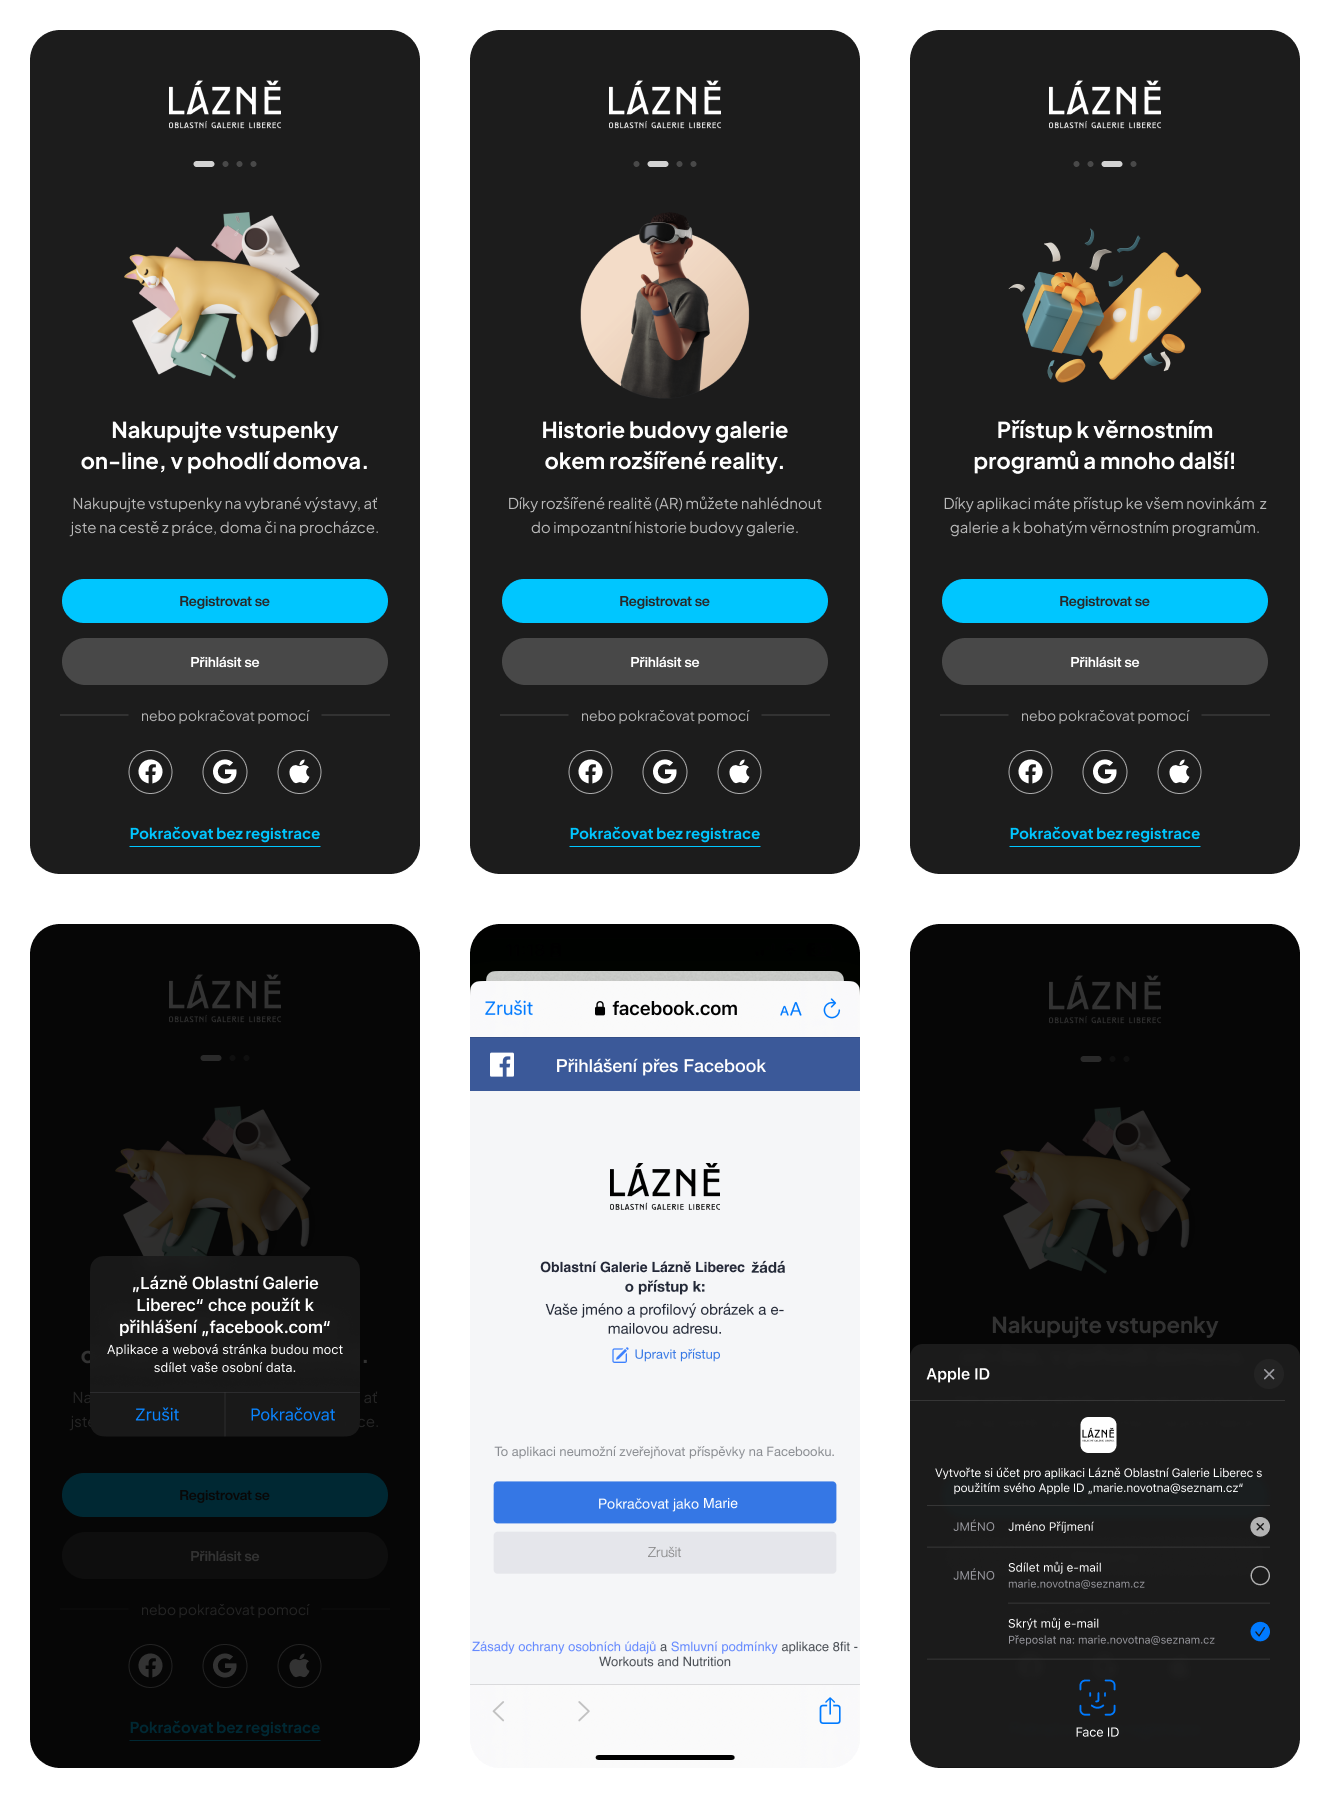 LÁZNĚ
OBLASTNÍ GALERIE LIBEREC
Nakupujte vstupenky
on-line, v pohodlí domova.
Nakupujte vstupenky na vybrané výstavy, ať
jste na cestě z práce, doma či na procházce.
Registrovat se
Přihlásit se
nebo pokračovat pomocí
Pokračovat bez registrace
LÁZNĚ
OBLASTNÍ GALERIE LIBEREC
Historie budovy galerie
okem rozšířené reality.
Díky rozšířené realitě (AR) můžete nahlédnout
do impozantní historie budovy galerie.
Registrovat se
Přihlásit se
nebo pokračovat pomocí
Pokračovat bez registrace
LÁZNĚ
OBLASTNÍ GALERIE LIBEREC
Přístup k věrnostním
programů a mnoho další!
Díky aplikaci máte přístup ke všem novinkám z
galerie a k bohatým věrnostním programům.
Registrovat se
Přihlásit se
nebo pokračovat pomocí
Pokračovat bez registrace
LÁZNĚ
OBLASTNÍ GALERIE LIBEREC
„Lázně Oblastní Galerie
Liberec“ chce použít k
přihlášení „facebook.com“
Aplikace a webová stránka budou moct
sdílet vaše osobní data.
Zrušit Pokračovat
Registrovat se
Přihlásit se
nebo pokračovat pomocí
Pokračovat bez registrace
Zrušit facebook.com AA
Přihlášení přes Facebook
LÁZNĚ
OBLASTNÍ GALERIE LIBEREC
Oblastní Galerie Lázně Liberec žádá
o přístup k:
Vaše jméno a profilový obrázek a e-
mailovou adresu.
Upravit přístup
To aplikaci neumožní zveřejňovat příspěvky na Facebooku.
Pokračovat jako Marie
Zrušit
Zásady ochrany osobních údajů a Smluvní podmínky aplikace 8fit -
Workouts and Nutrition
LÁZNĚ
OBLASTNÍ GALERIE LIBEREC
Nakupujte vstupenky
Apple ID
LÁZNĚ
Vytvořte si účet pro aplikaci Lázně Oblastní Galerie Liberec s
použitím svého Apple ID „marie.novotna@seznam.cz“
JMÉNO Jméno Příjmení
JMÉNO Sdílet můj e-mail
marie.novotna@seznam.cz
Skrýt můj e-mail
Přeposlat na: marie.novotna@seznam.cz
Face ID